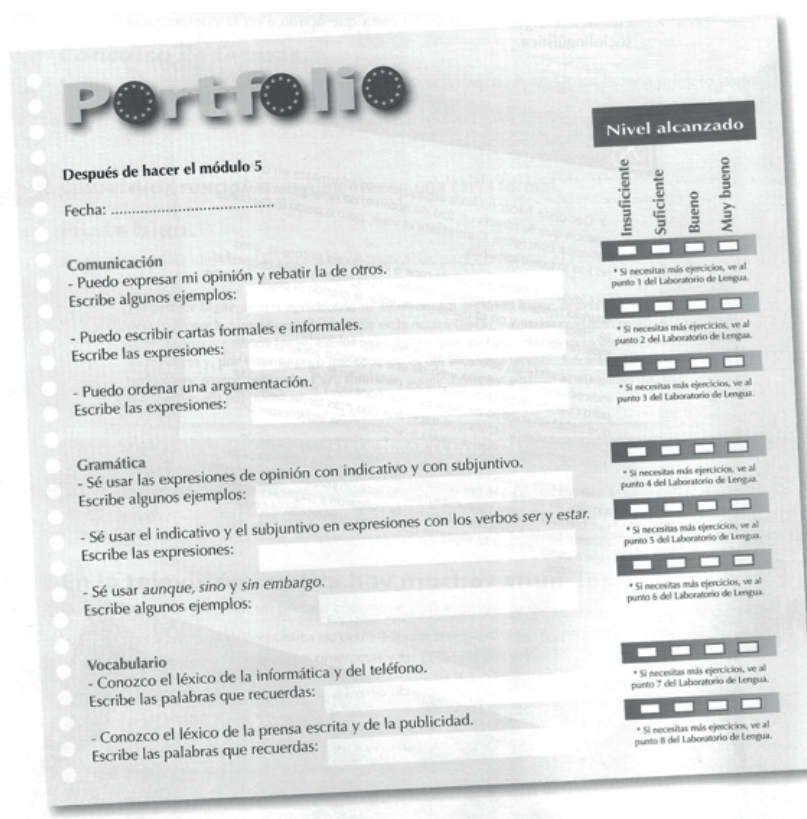 Portfolio
Nivel alcanzado
Después de hacer el módulo 5
Fecha: ........................................
Insuficiente
Suficiente
Bueno
Muy bueno
Comunicación
- Puedo expresar mi opinión y rebatir la de otros.
Escribe algunos ejemplos:
* Si necesitas más ejercicios, ve al
punto 1 del Laboratorio de Lengua.
- Puedo escribir cartas formales e informales.
Escribe las expresiones:
* Si necesitas más ejercicios, ve al
punto 2 del Laboratorio de Lengua.
- Puedo ordenar una argumentación.
Escribe las expresiones:
* Si necesitas más ejercicios, ve al
punto 3 del Laboratorio de Lengua.
Gramática
- Sé usar las expresiones de opinión con indicativo y con subjuntivo.
Escribe algunos ejemplos:
* Si necesitas más ejercicios, ve al
punto 4 del Laboratorio de Lengua.
- Sé usar el indicativo y el subjuntivo en expresiones con los verbos ser y estar.
Escribe las expresiones:
* Si necesitas más ejercicios, ve al
punto 5 del Laboratorio de Lengua.
- Sé usar aunque, sino y sin embargo.
Escribe algunos ejemplos:
* Si necesitas más ejercicios, ve al
punto 6 del Laboratorio de Lengua.
Vocabulario
- Conozco el léxico de la informática y del teléfono.
Escribe las palabras que recuerdas:
* Si necesitas más ejercicios, ve al
punto 7 del Laboratorio de Lengua.
- Conozco el léxico de la prensa escrita y de la publicidad.
Escribe las palabras que recuerdas:
* Si necesitas más ejercicios, ve al
punto 8 del Laboratorio de Lengua.